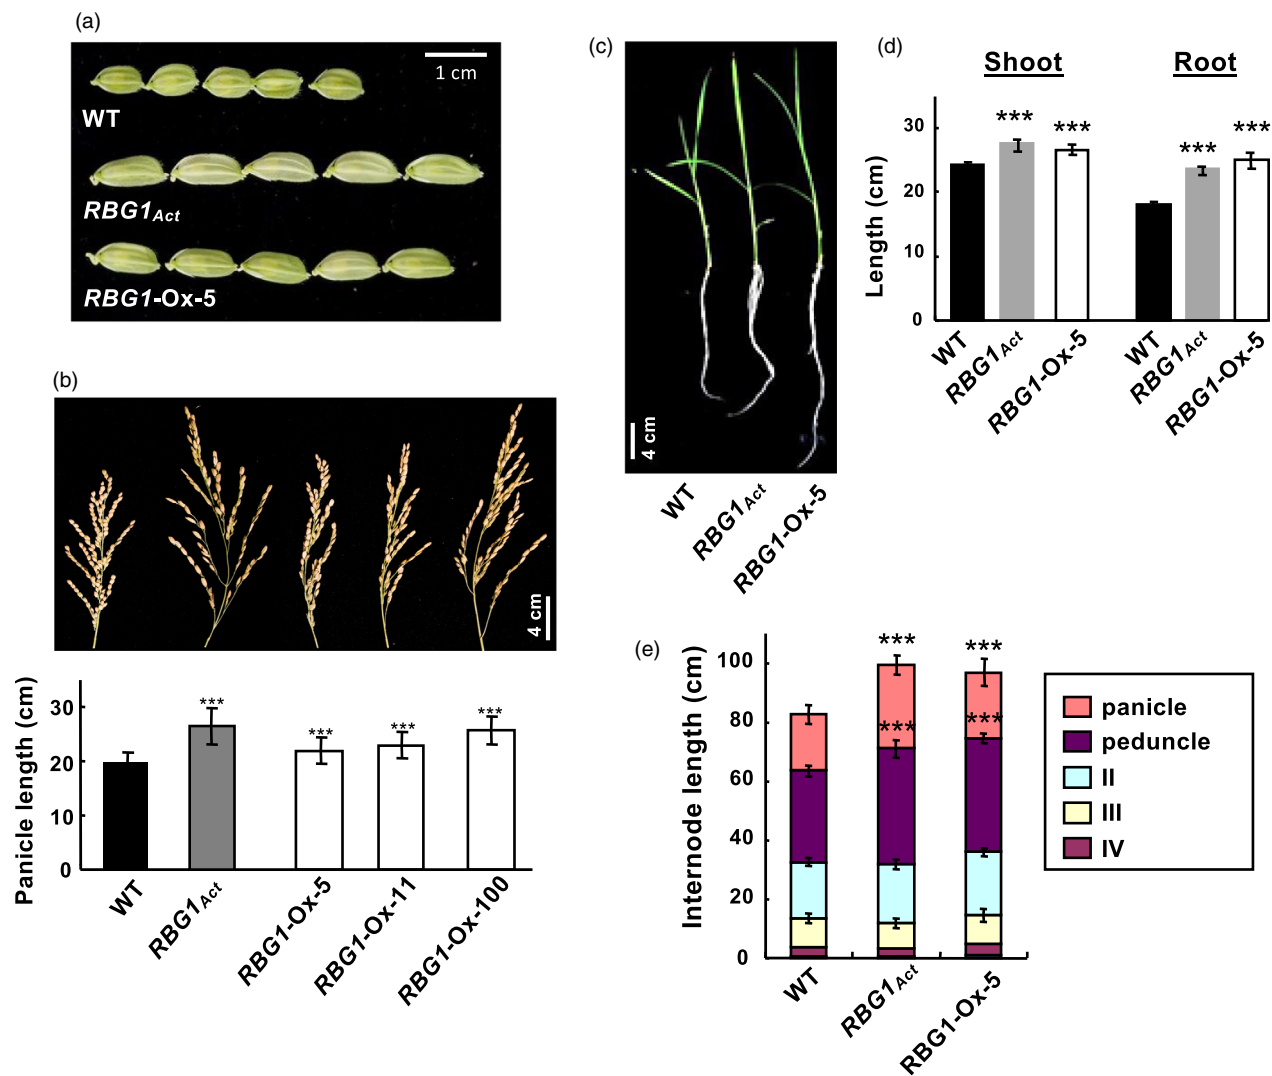 (a)
1 cm
WT
RBG1Act
RBG1-Ox-5
(b)
4 cm
Panicle length (cm)
30
20
10
0
***
***
***
***
WT
RBG1Act
RBG1-Ox-5
RBG1-Ox-11
RBG1-Ox-100
(c)
4 cm
WT
RBG1Act
RBG1-Ox-5
(d)
Shoot
Root
Length (cm)
30
20
10
0
***
***
***
***
WT
RBG1Act
RBG1-Ox-5
WT
RBG1Act
RBG1-Ox-5
(e)
Internode length (cm)
100
80
60
40
20
0
***
***
***
***
WT
RBG1Act
RBG1-Ox-5
panicle
peduncle
II
III
IV